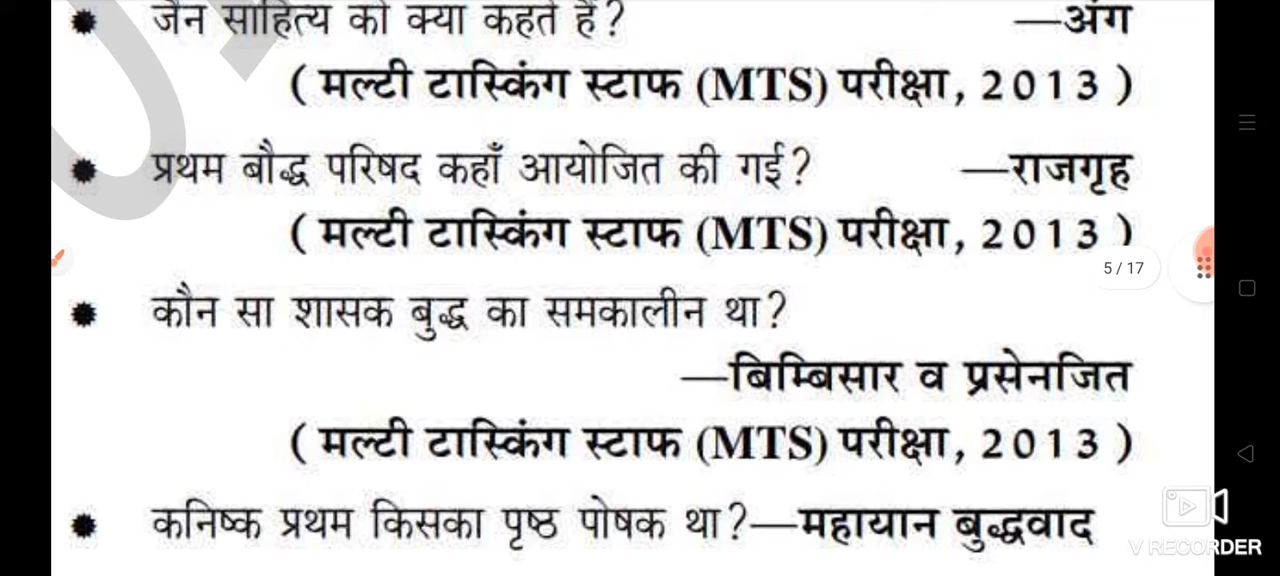 जैन साहित्य को क्या कहते हैं? —अंग
( मल्टी टास्किंग स्टाफ (MTS) परीक्षा, 2013 )
प्रथम बौद्ध परिषद कहाँ आयोजित की गई? —राजगृह
( मल्टी टास्किंग स्टाफ (MTS) परीक्षा, 2013 )
5 / 17
कौन सा शासक बुद्ध का समकालीन था?
—बिम्बिसार व प्रसेनजित
( मल्टी टास्किंग स्टाफ (MTS) परीक्षा, 2013 )
कनिष्क प्रथम किसका पृष्ठ पोषक था?—महायान बुद्धवाद
V RECORDER